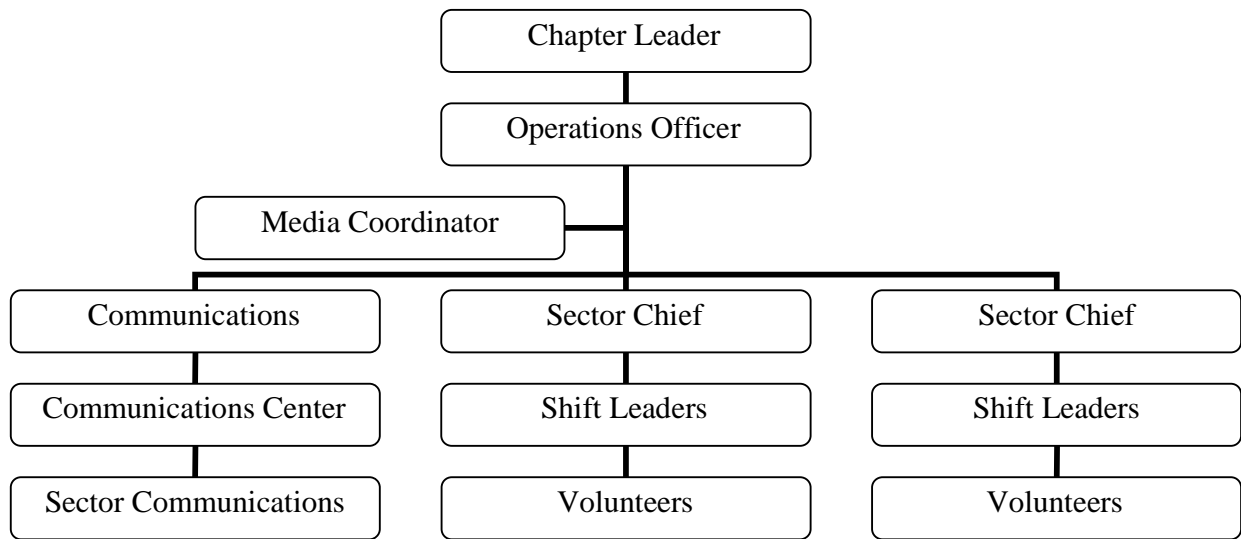 Chapter Leader
Operations Officer
Media Coordinator
Communications
Sector Chief
Sector Chief
Communications Center
Shift Leaders
Shift Leaders
Sector Communications
Volunteers
Volunteers